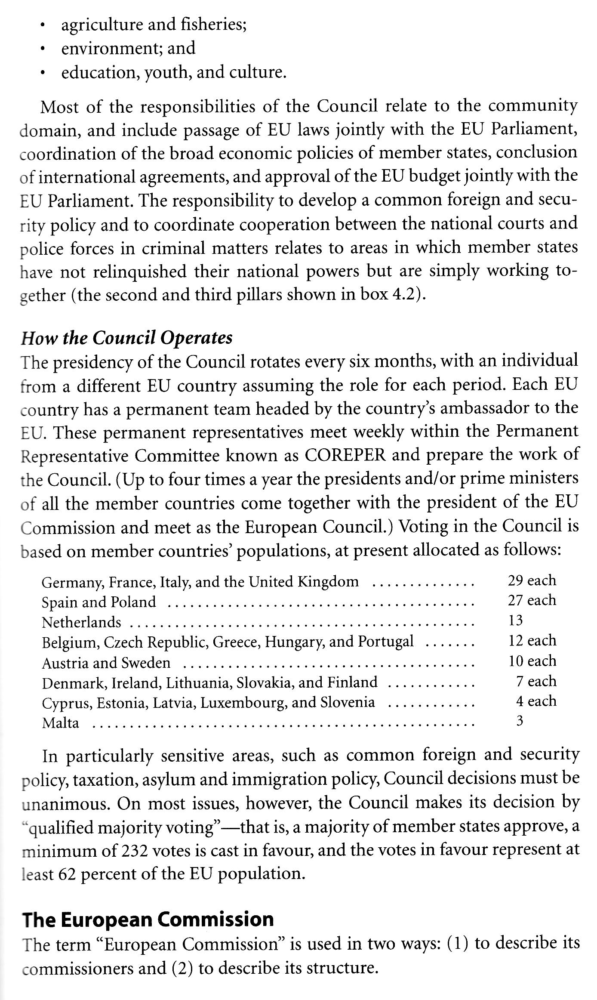 • agriculture and fisheries;
• environment; and
• education, youth, and culture.
Most of the responsibilities of the Council relate to the community
domain, and include passage of EU laws jointly with the EU Parliament,
coordination of the broad economic policies of member states, conclusion
of international agreements, and approval of the EU budget jointly with the
EU Parliament. The responsibility to develop a common foreign and secu-
rity policy and to coordinate cooperation between the national courts and
police forces in criminal matters relates to areas in which member states
have not relinquished their national powers but are simply working to-
gether (the second and third pillars shown in box 4.2).
How the Council Operates
The presidency of the Council rotates every six months, with an individual
from a different EU country assuming the role for each period. Each EU
country has a permanent team headed by the country’s ambassador to the
EU. These permanent representatives meet weekly within the Permanent
Representative Committee known as COREPER and prepare the work of
the Council. (Up to four times a year the presidents and/or prime ministers
of all the member countries come together with the president of the EU
Commission and meet as the European Council.) Voting in the Council is
based on member countries’ populations, at present allocated as follows:
Germany, France, Italy, and the United Kingdom .............. 29 each
Spain and Poland .......................................... 27 each
Netherlands ............................................... 13
Belgium, Czech Republic, Greece, Hungary, and Portugal ....... 12 each
Austria and Sweden ........................................ 10 each
Denmark, Ireland, Lithuania, Slovakia, and Finland ............ 7 each
Cyprus, Estonia, Latvia, Luxembourg, and Slovenia ............ 4 each
Malta .................................................... 3
In particularly sensitive areas, such as common foreign and security
policy, taxation, asylum and immigration policy, Council decisions must be
unanimous. On most issues, however, the Council makes its decision by
“qualified majority voting”—that is, a majority of member states approve, a
minimum of 232 votes is cast in favour, and the votes in favour represent at
least 62 percent of the EU population.
The European Commission
The term “European Commission” is used in two ways: (1) to describe its
commissioners and (2) to describe its structure.